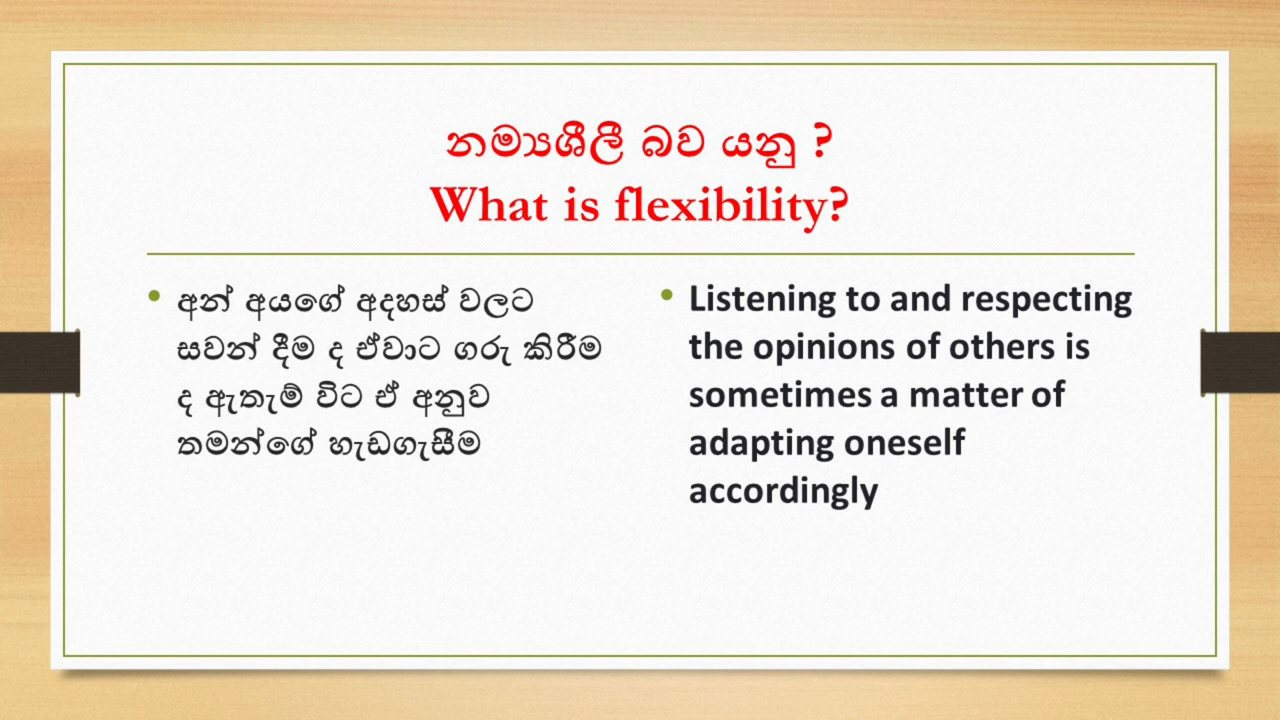 නම්‍යශීලී බව යනු ?
What is flexibility?
• අන් අයගේ අදහස් වලට
සවන් දීම ද ඒවාට ගරු කිරීම
ද ඇතැම් විට ඒ අනුව
තමන්ගේ හැඩගැසීම
• Listening to and respecting
the opinions of others is
sometimes a matter of
adapting oneself
accordingly